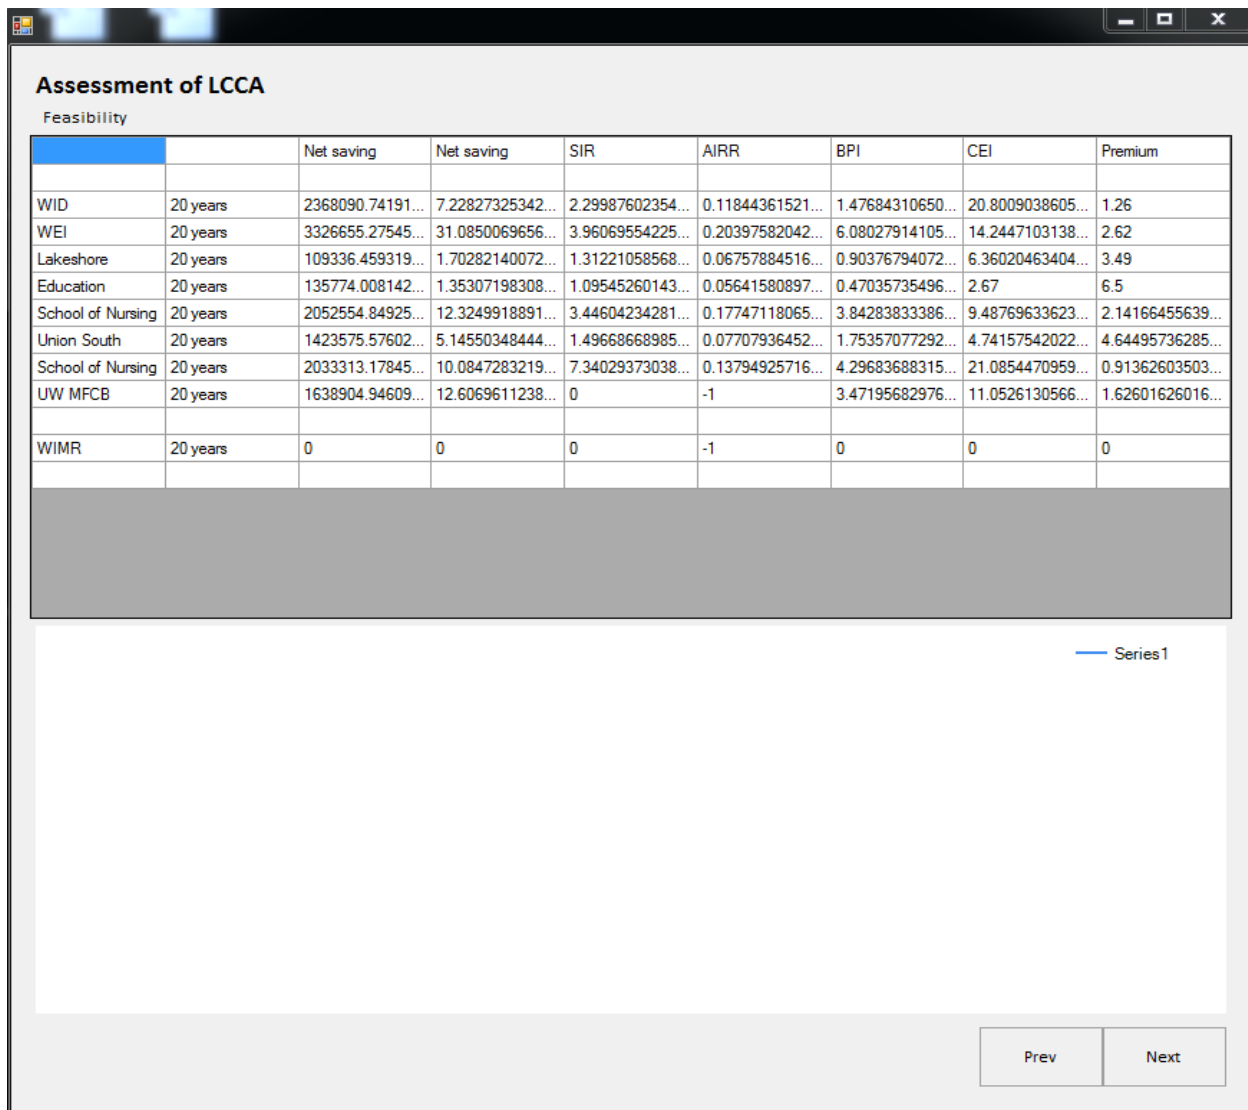 Assessment of LCCA
Feasibility
Net saving Net saving SIR AIRR BPI CEI Premium
WID 20 years 2368090.74191... 7.22827325342... 2.29987602354... 0.11844361521... 1.47684310650... 20.8009038605... 1.26
WEI 20 years 3326655.27545... 31.0850069656... 3.96069554225... 0.20397582042... 6.08027914105... 14.2447103138... 2.62
Lakeshore 20 years 109336.459319... 1.70282140072... 1.31221058568... 0.06757884516... 0.90376794072... 6.36020463404... 3.49
Education 20 years 135774.008142... 1.35307198308... 1.09545260143... 0.05641580897... 0.47035735496... 2.67 6.5
School of Nursing 20 years 2052554.84925... 12.3249918891... 3.44604234281... 0.17747118065... 3.84283833386... 9.48769633623... 2.14166455639...
Union South 20 years 1423575.57602... 5.14550348444... 1.49668668985... 0.07707936452... 1.75357077292... 4.74157542022... 4.64495736285...
School of Nursing 20 years 2033313.17845... 10.0847283219... 7.34029373038... 0.13794925716... 4.29683688315... 21.0854470959... 0.91362603503...
UW MFCB 20 years 1638904.94609... 12.6069611238... 0 -1 3.47195682976... 11.0526130566... 1.62601626016...
WIMR 20 years 0 0 0 -1 0 0 0
Series1
Prev Next